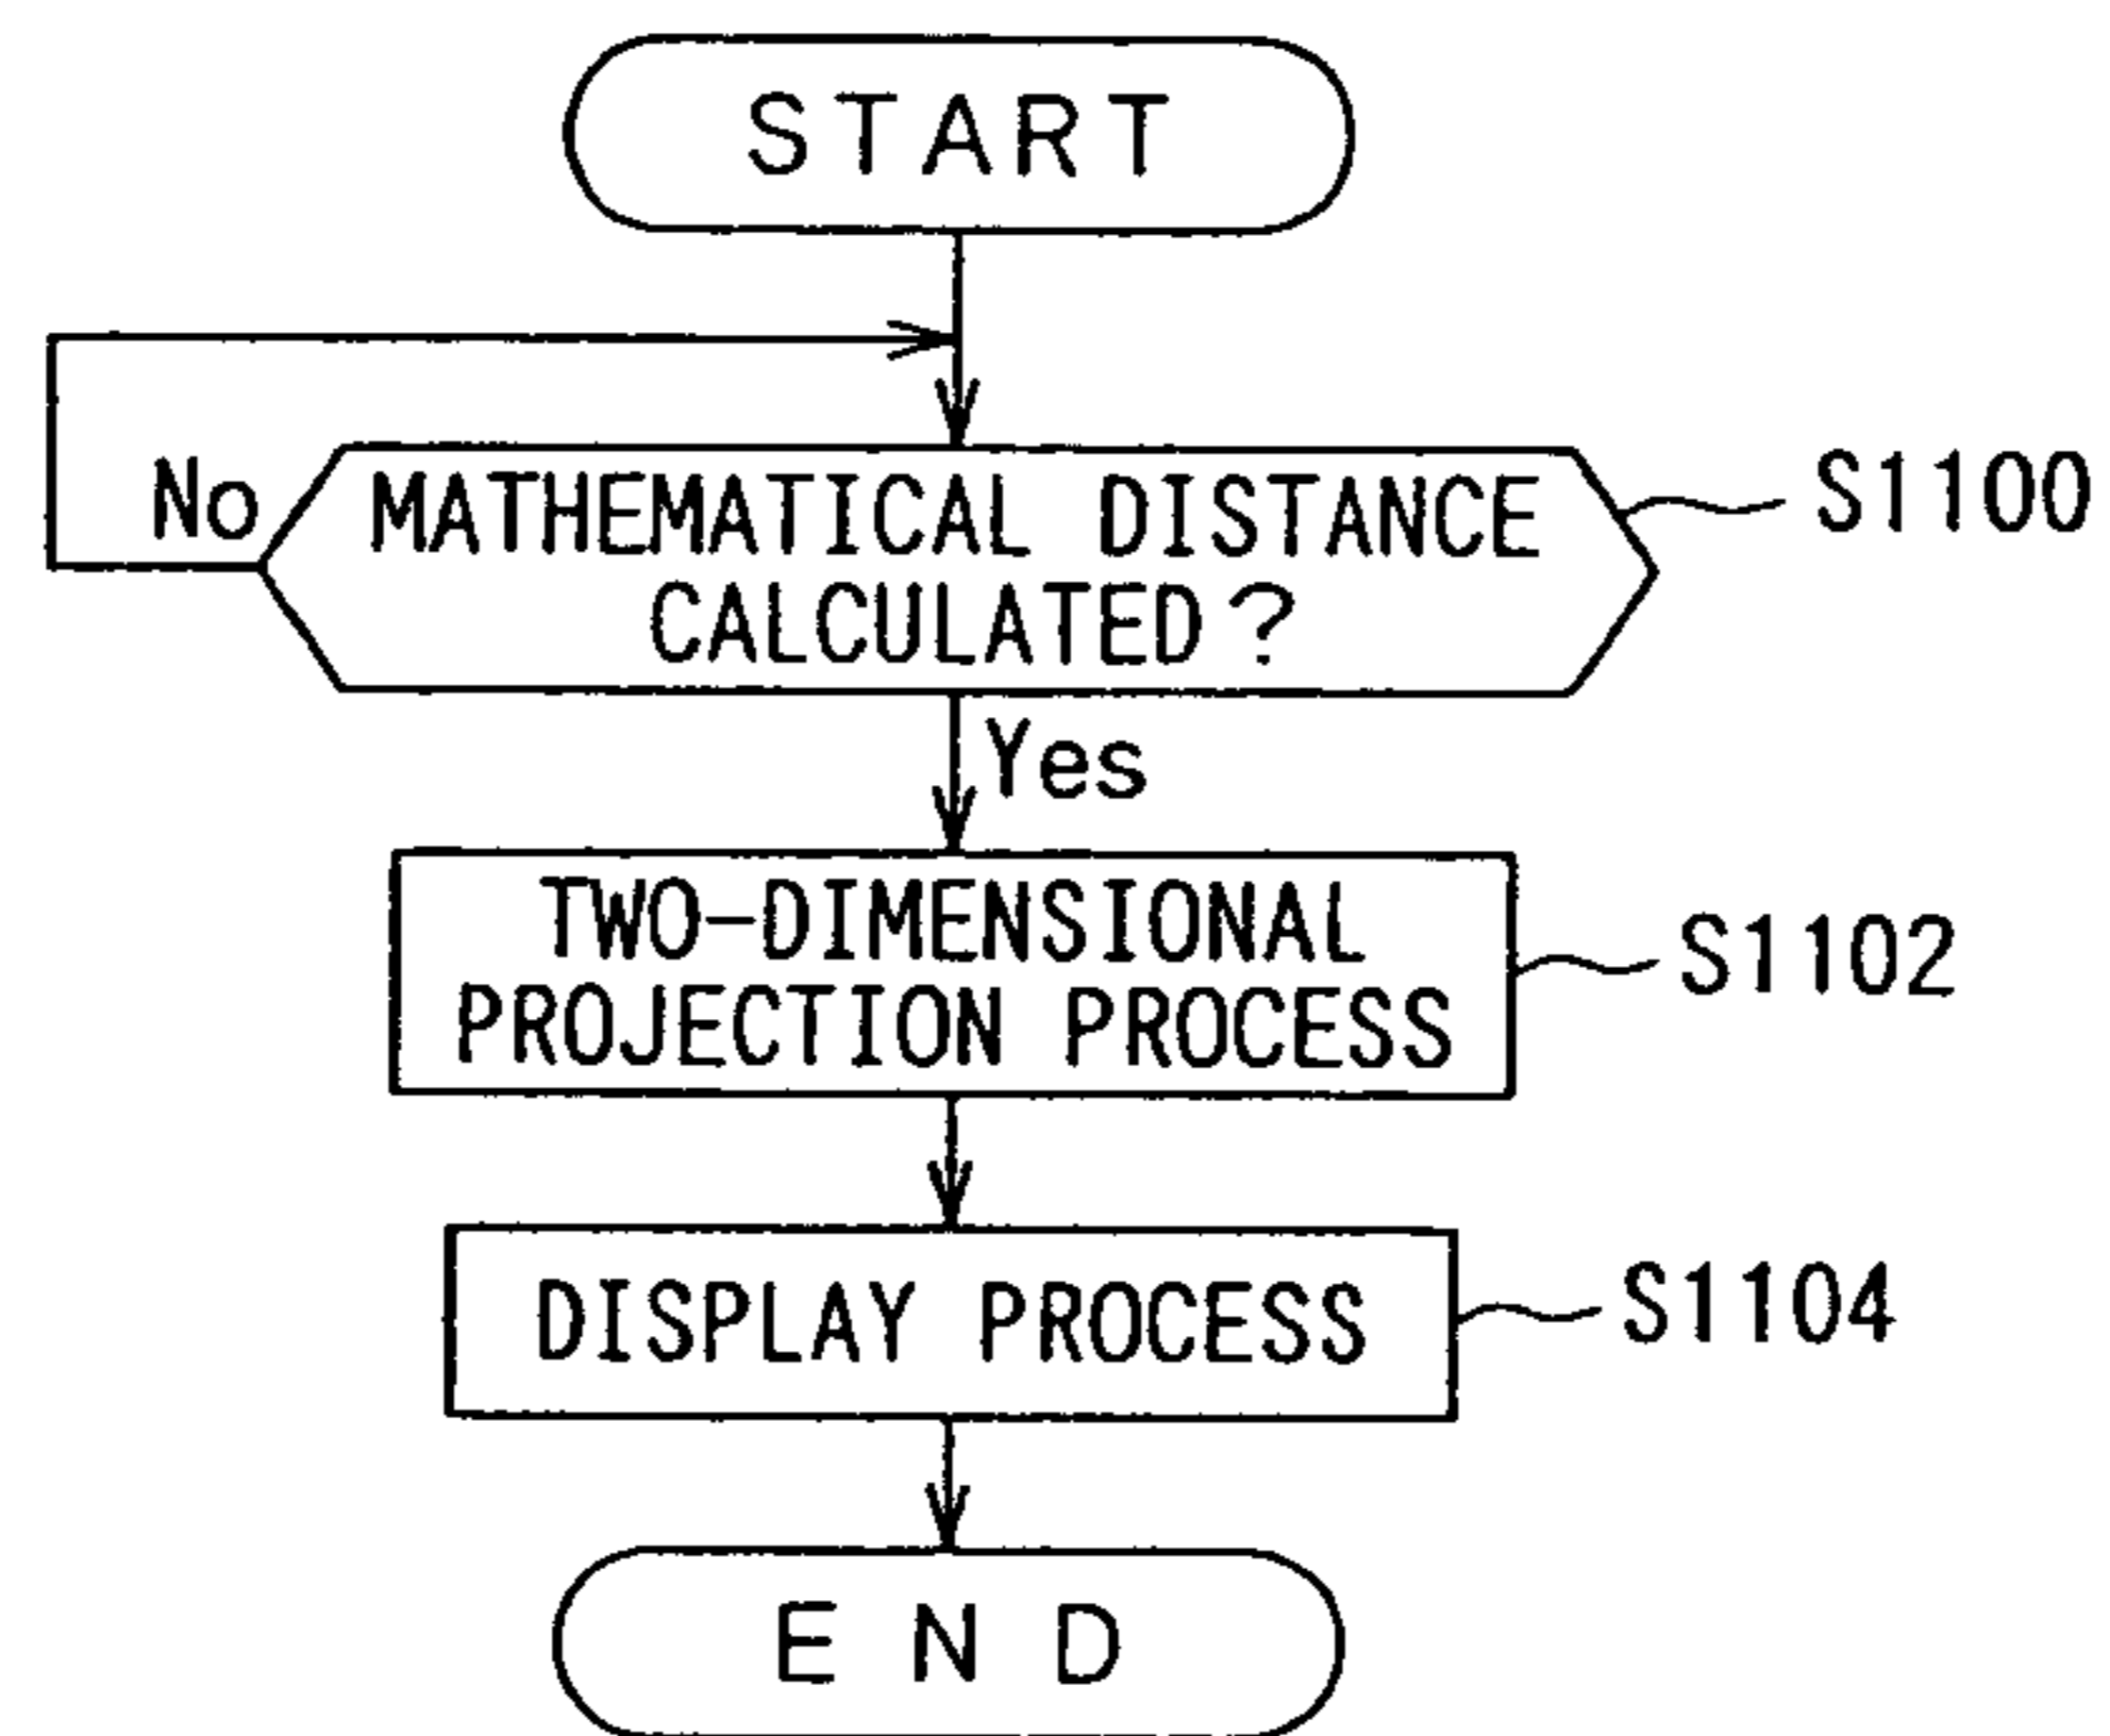 START
No
MATHEMATICAL DISTANCE
CALCULATED?
S1100
Yes
TWO-DIMENSIONAL
PROJECTION PROCESS
S1102
DISPLAY PROCESS
S1104
END